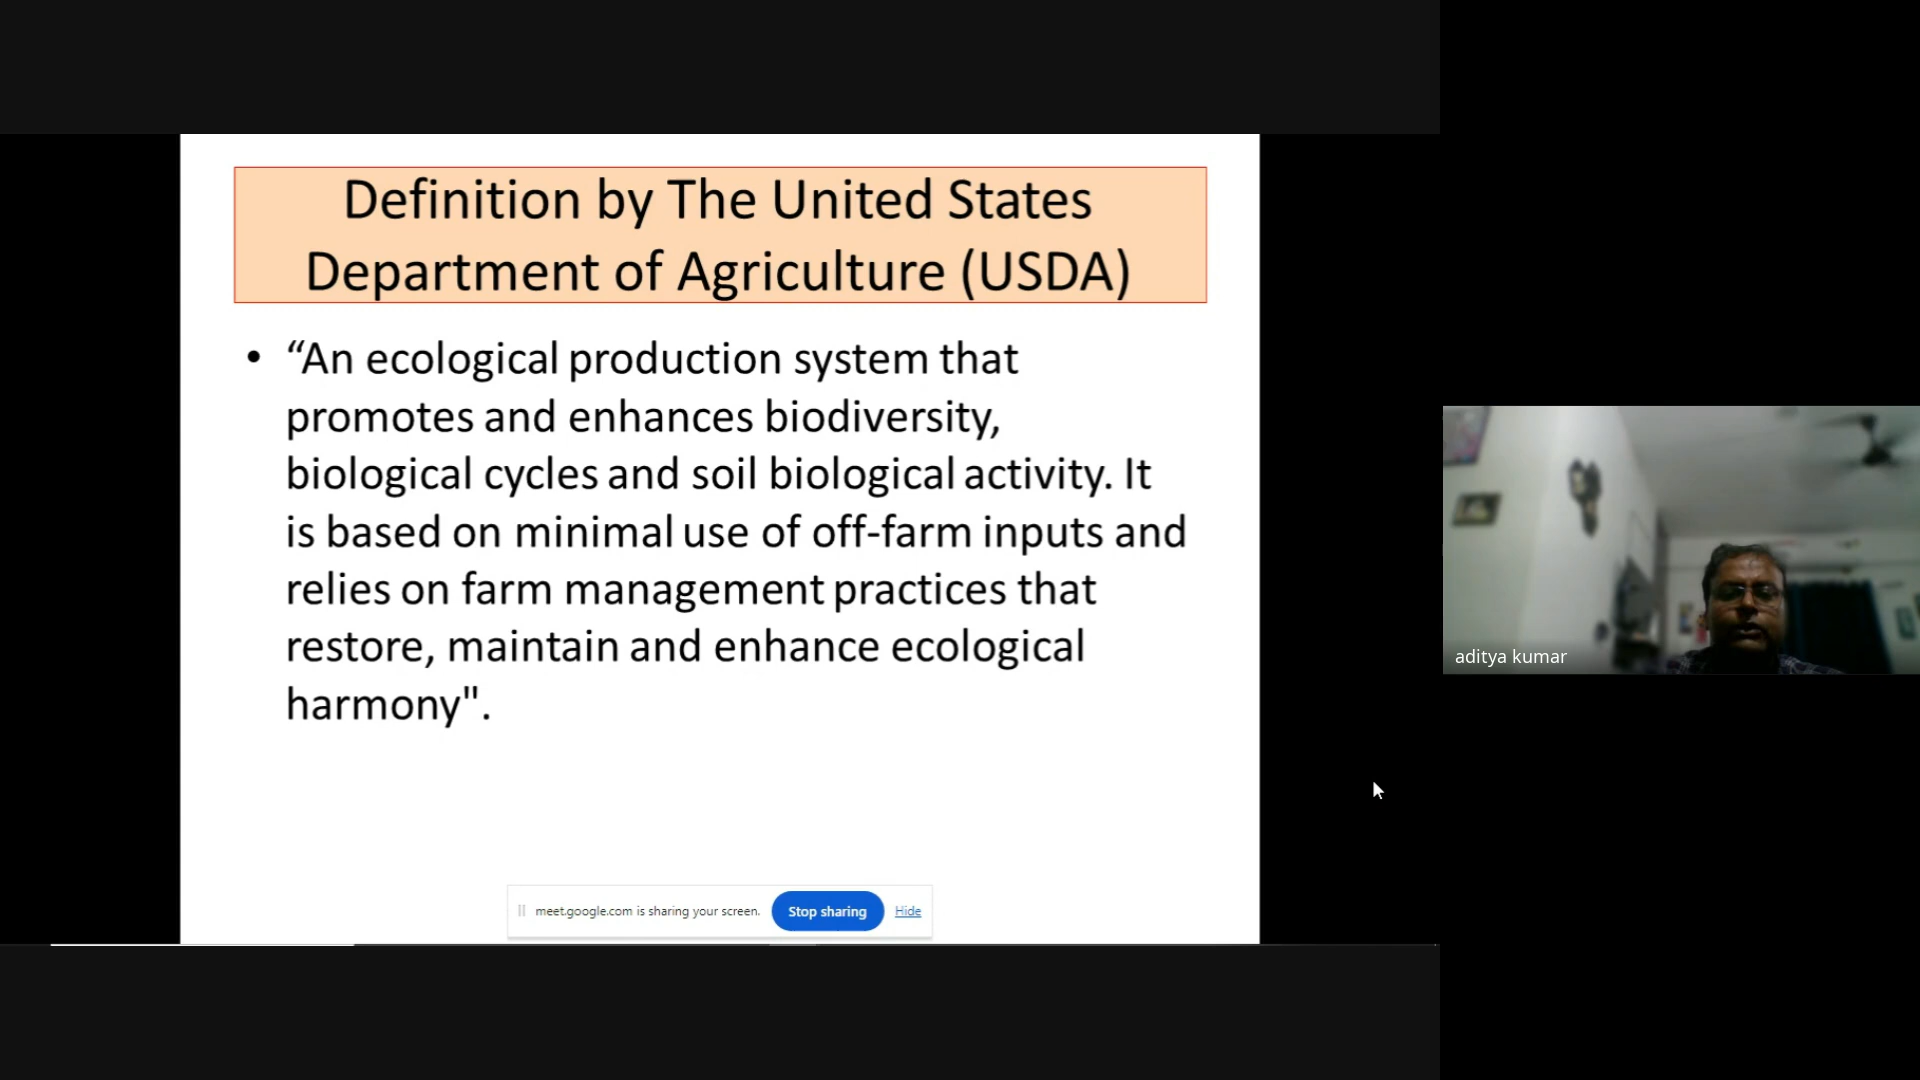 Definition by The United States
Department of Agriculture (USDA)
• “An ecological production system that
promotes and enhances biodiversity,
biological cycles and soil biological activity. It
is based on minimal use of off-farm inputs and
relies on farm management practices that
restore, maintain and enhance ecological
harmony".
meet.google.com is sharing your screen. Stop sharing Hide
aditya kumar